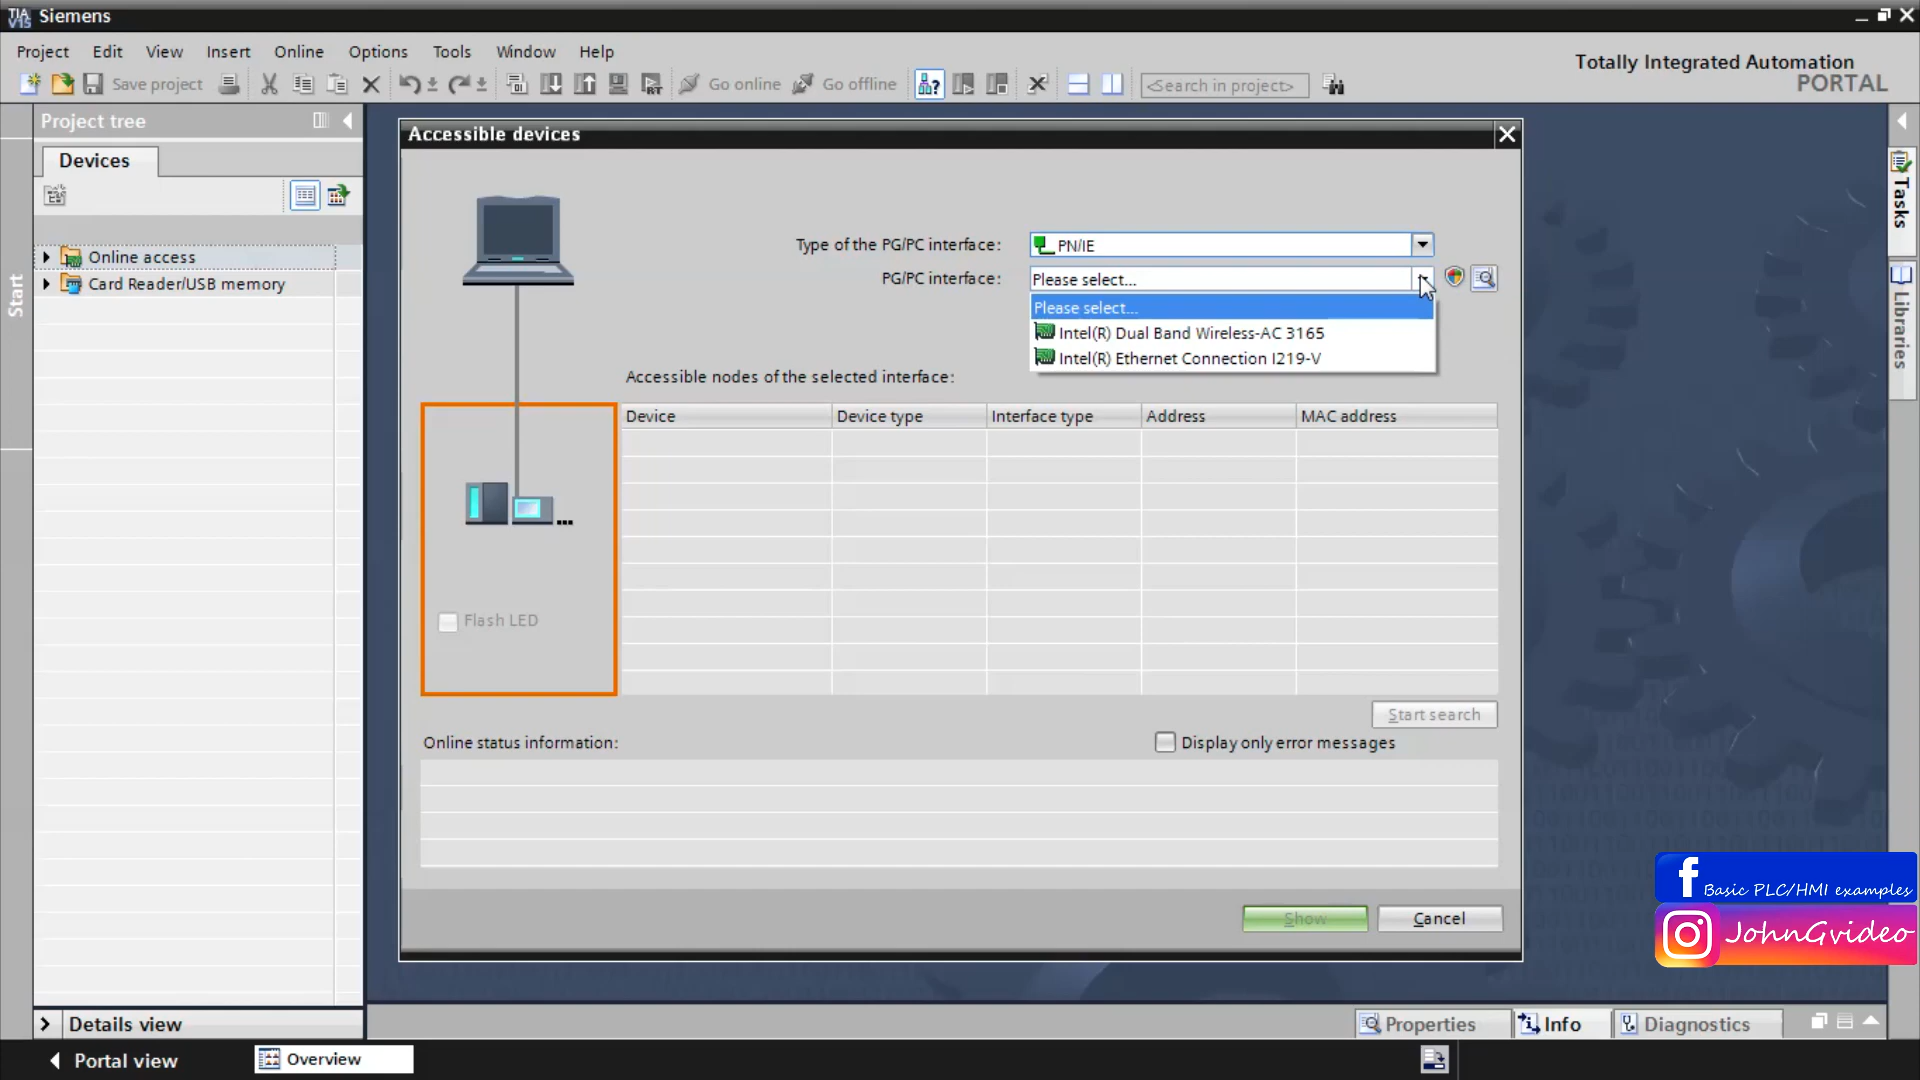 TIA
V15
Siemens
Project Edit View Insert Online Options Tools Window Help
Totally Integrated Automation
PORTAL
Save project
Go online
Go offline
<Search in project>
Project tree
Devices
Start
Online access
Card Reader/USB memory
Accessible devices
Type of the PG/PC interface:
PN/IE
PG/PC interface:
Please select...
Please select...
Intel(R) Dual Band Wireless-AC 3165
Intel(R) Ethernet Connection I219-V
Accessible nodes of the selected interface:
Device Device type Interface type Address MAC address
Flash LED
Start search
Online status information:
Display only error messages
Show
Cancel
Tasks
Libraries
f Basic PLC/HMI examples
JohnGvideo
Details view
Properties
Info
Diagnostics
Portal view
Overview